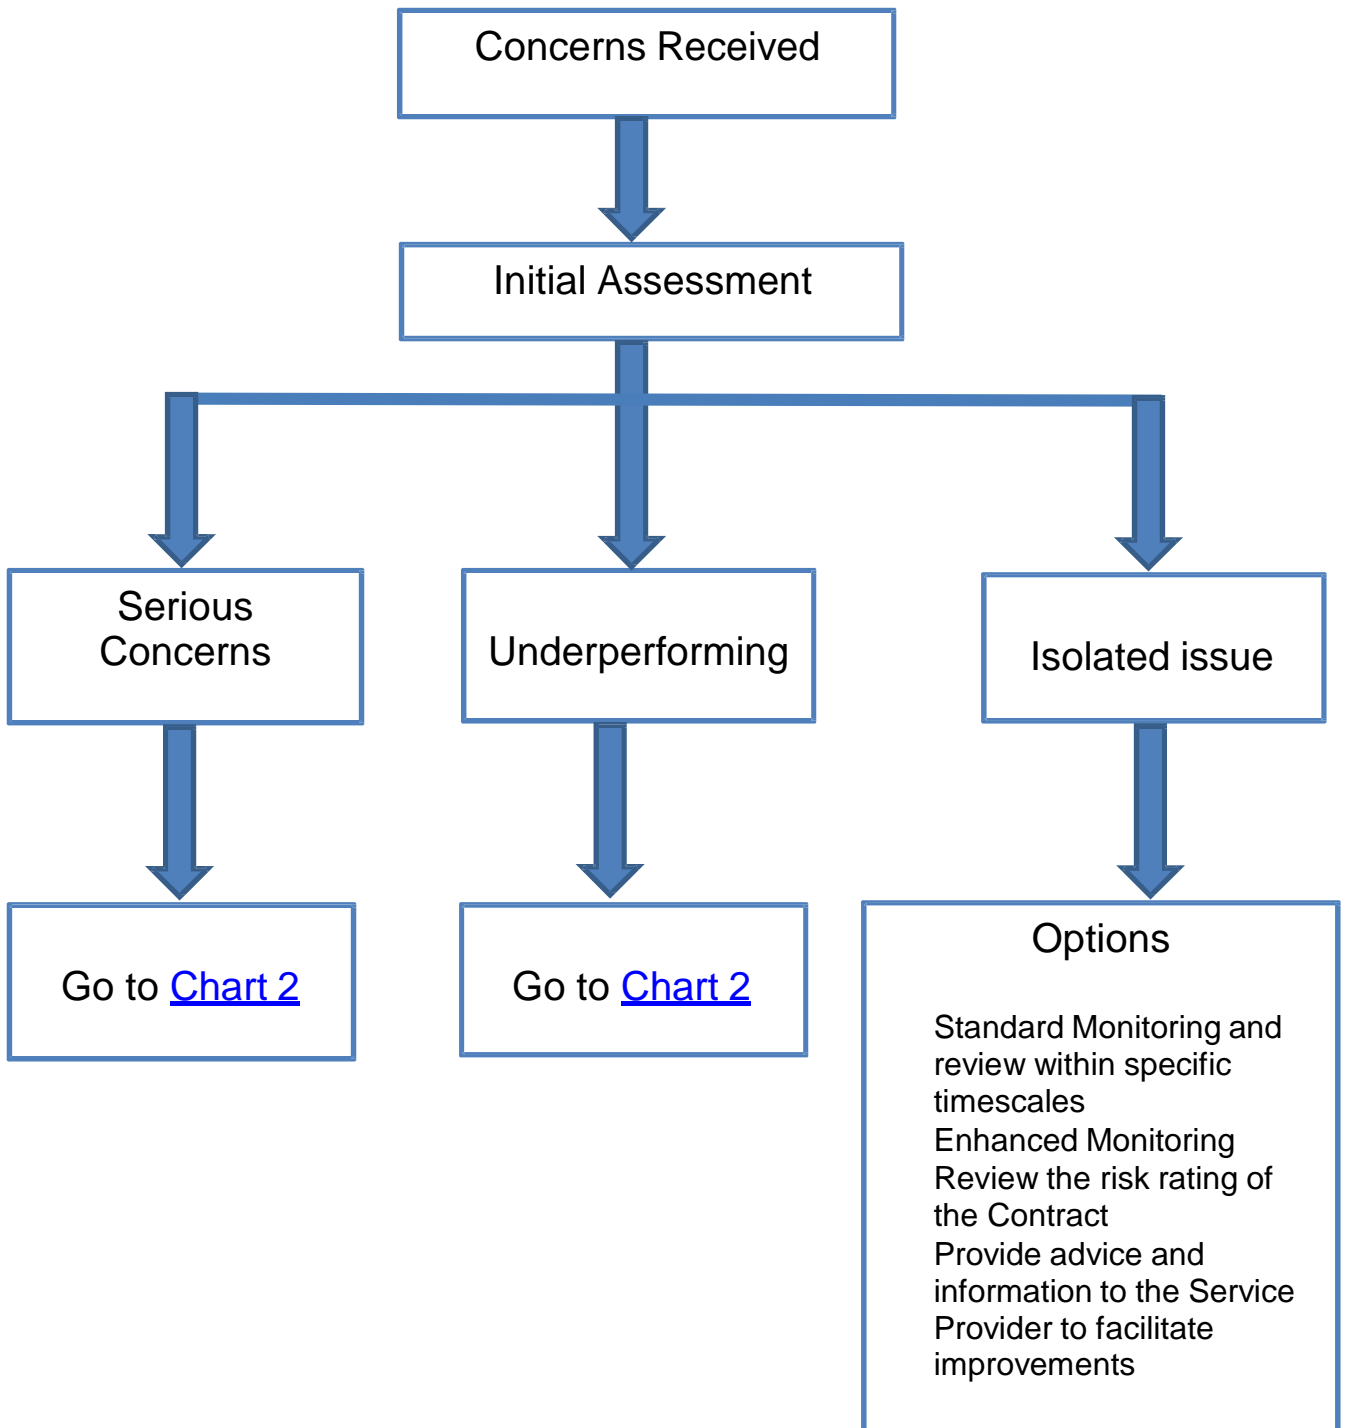 Concerns Received
Initial Assessment
Serious
Concerns
Underperforming
Isolated issue
Go to Chart 2
Go to Chart 2
Options
Standard Monitoring and
review within specific
timescales
Enhanced Monitoring
Review the risk rating of
the Contract
Provide advice and
information to the Service
Provider to facilitate
improvements